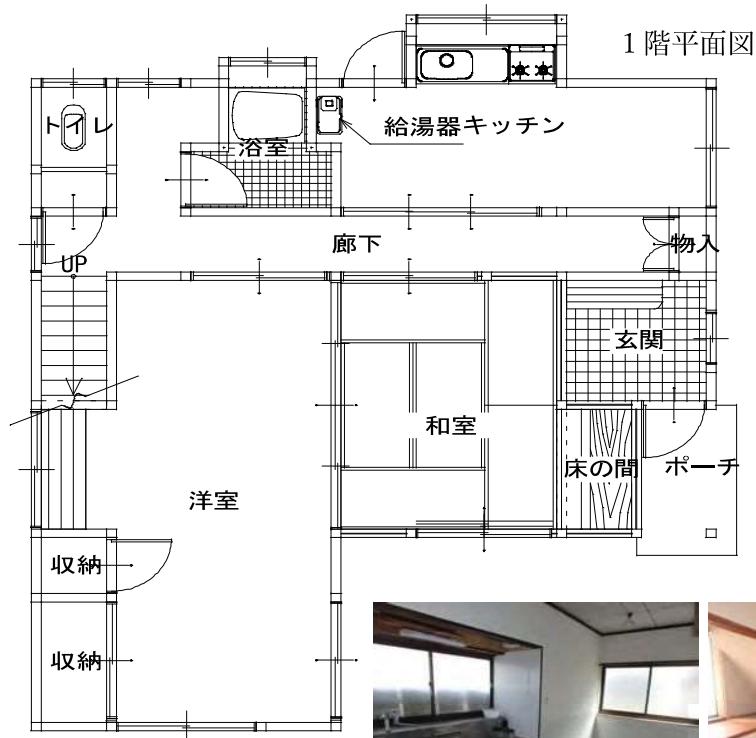 1階平面図
トイレ
浴室
給湯器キッチン
廊下
物入
UP
玄関
和室
床の間
ポーチ
洋室
収納
収納